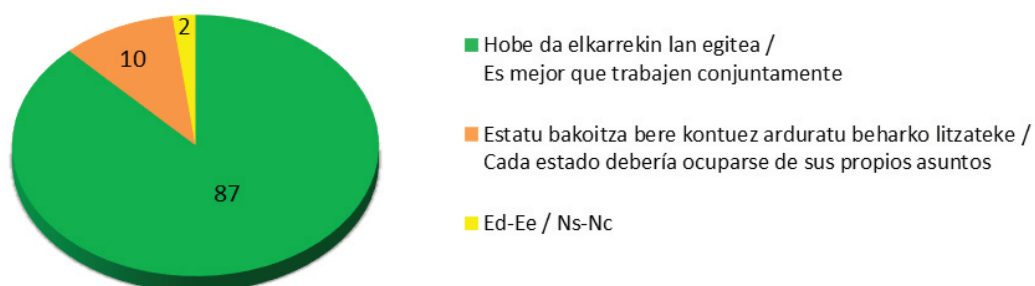 2
10
87
Hobe da elkarrekin lan egitea /
Es mejor que trabajen conjuntamente
Estatu bakoitza bere kontuez arduratu beharko litzateke /
Cada estado debería ocuparse de sus propios asuntos
Ed-Ee / Ns-Nc